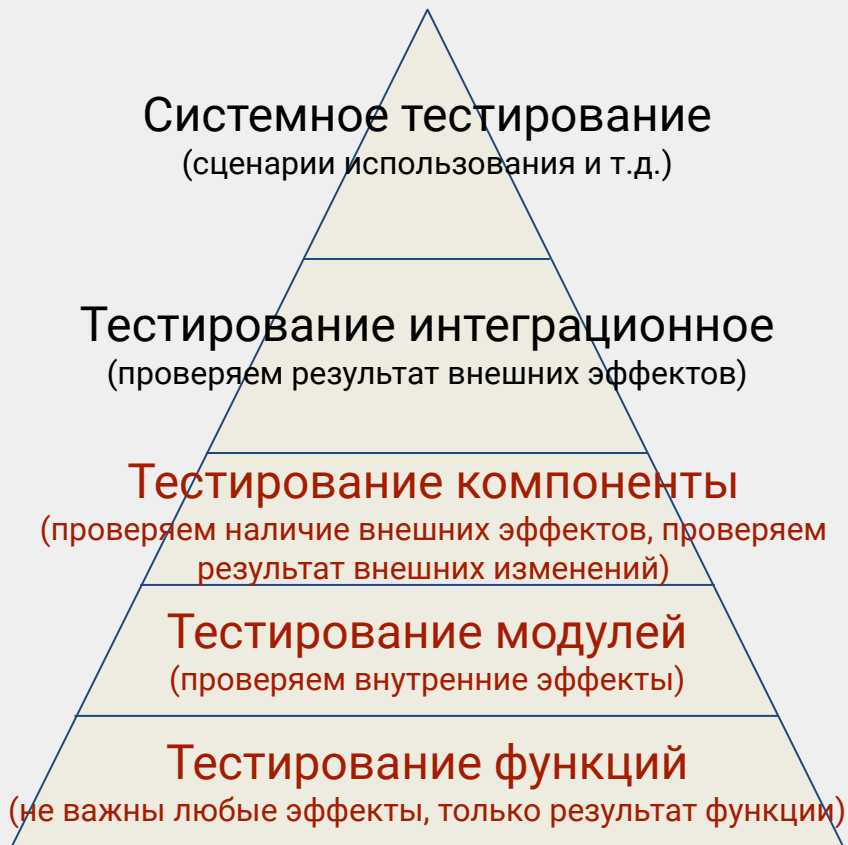 Системное тестирование
(сценарии использования и т.д.)
Тестирование интеграционное
(проверяем результат внешних эффектов)
Тестирование компоненты
(проверяем наличие внешних эффектов, проверяем
результат внешних изменений)
Тестирование модулей
(проверяем внутренние эффекты)
Тестирование функций
(не важны любые эффекты, только результат функции)